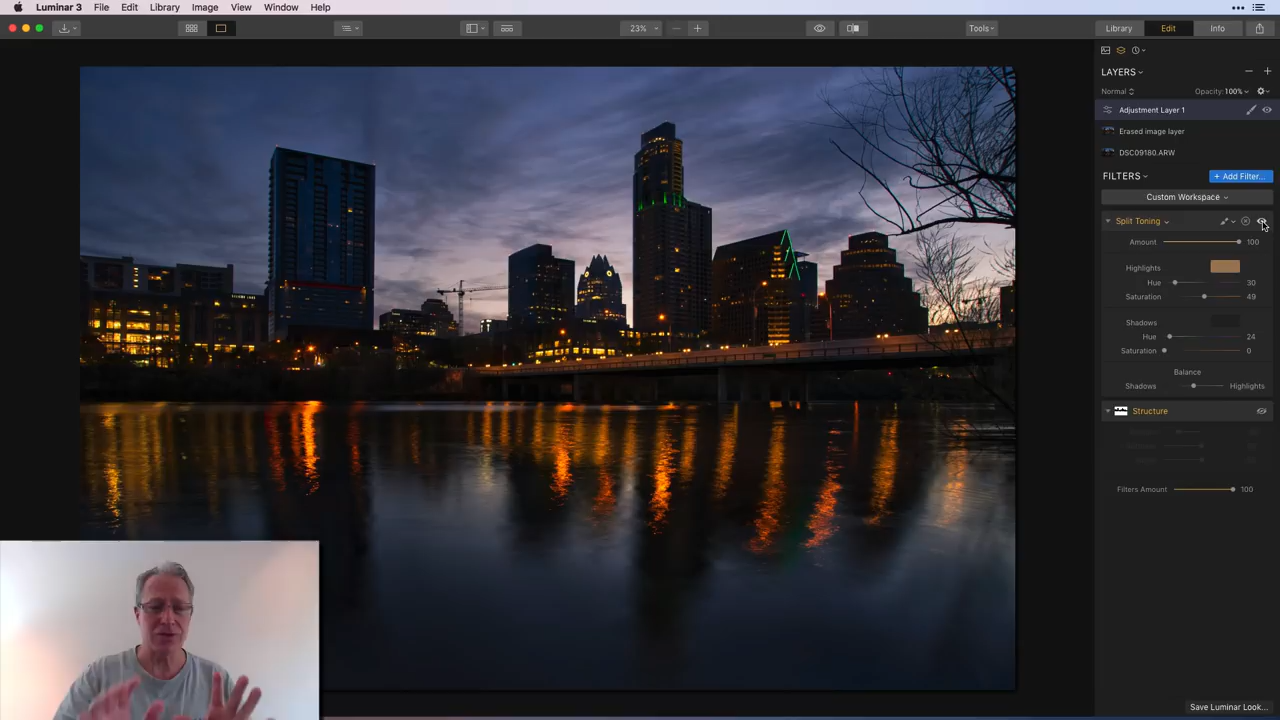 Luminar 3 File Edit Library Image View Window Help
23% Tools Library Edit Info
LAYERS
Normal Opacity: 100%
Adjustment Layer 1
Erased image layer
DSC09180.ARW
FILTERS + Add Filter...
Custom Workspace
Split Toning
Amount 100
Highlights
Hue 30
Saturation 49
Shadows
Hue 24
Saturation 0
Balance
Shadows Highlights
Structure
Filters Amount 100
Save Luminar Look...